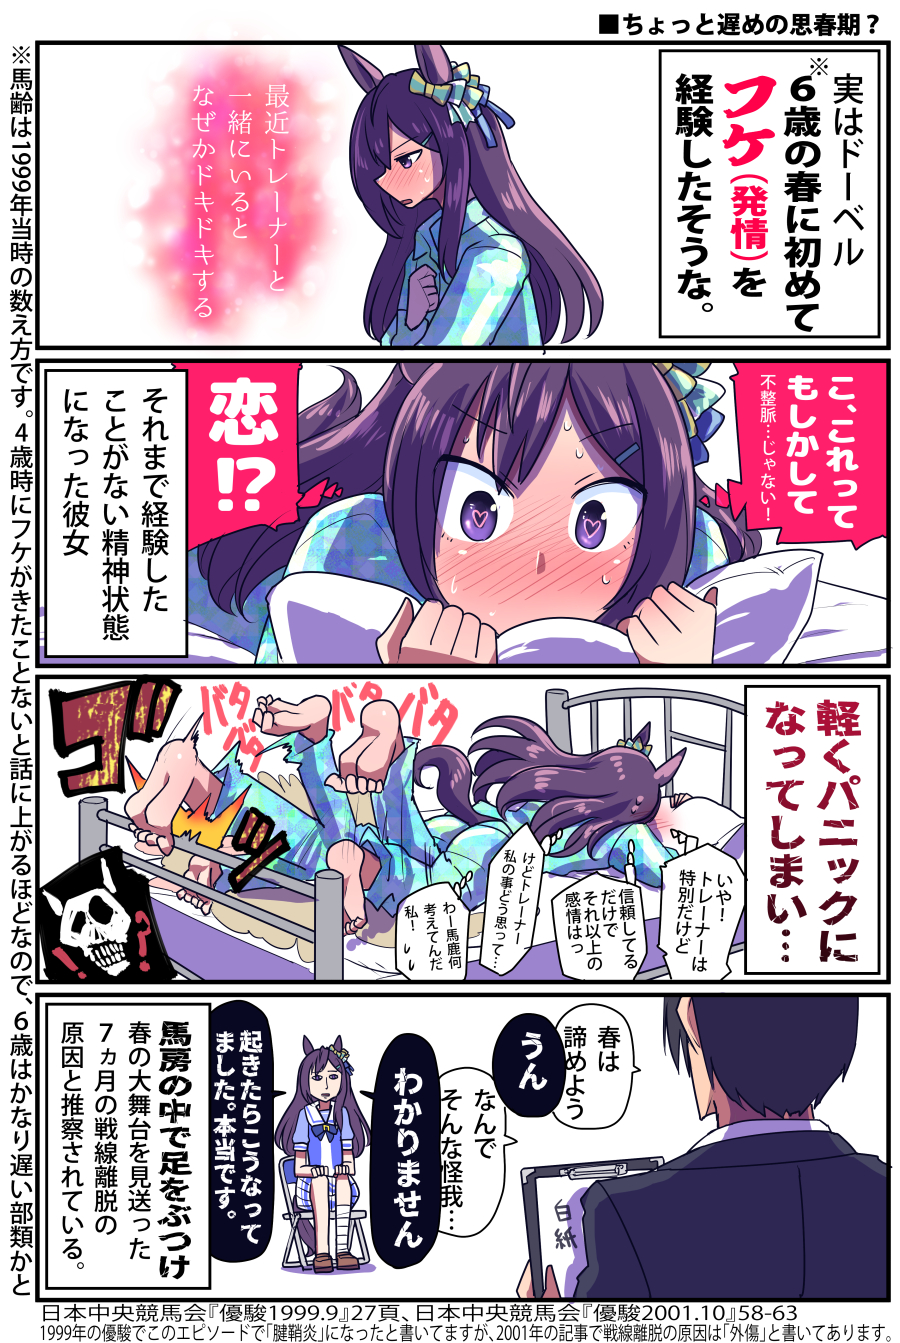 ■ちょっと遅めの思春期？
実はドーベル
※６歳の春に初めて
フケ(発情)を
経験したそうな。
最近トレーナーと
一緒にいると
なぜかドキドキする
こ、これって
もしかして
不整脈…じゃない！
恋!?
それまで経験した
ことがない精神状態
になった彼女
軽くパニックに
なってしまい…
バタ
バタ
バタ
バタ
ゴッ
ガッ
いや！
トレーナーは
特別だけど
信頼してる
だけで
それ以上の
感情はっ
けどトレーナー
私の事どう思って…
わー馬鹿何
考えてんだ
私！
!?
春は
諦めよう
うん
なんで
そんな怪我…
わかりません
起きたらこうなって
ました。本当です。
白紙
馬房の中で足をぶつけ
春の大舞台を見送った
７ヵ月の戦線離脱の
原因と推察されている。
※馬齢は1999年当時の数え方です。４歳時にフケがきたことないと話に上がるほどなので、６歳はかなり遅い部類かと
日本中央競馬会『優駿1999.9』27頁、日本中央競馬会『優駿2001.10』58-63
1999年の優駿でこのエピソードで「腱鞘炎」になったと書いてますが、2001年の記事で戦線離脱の原因は「外傷」と書いてあります。